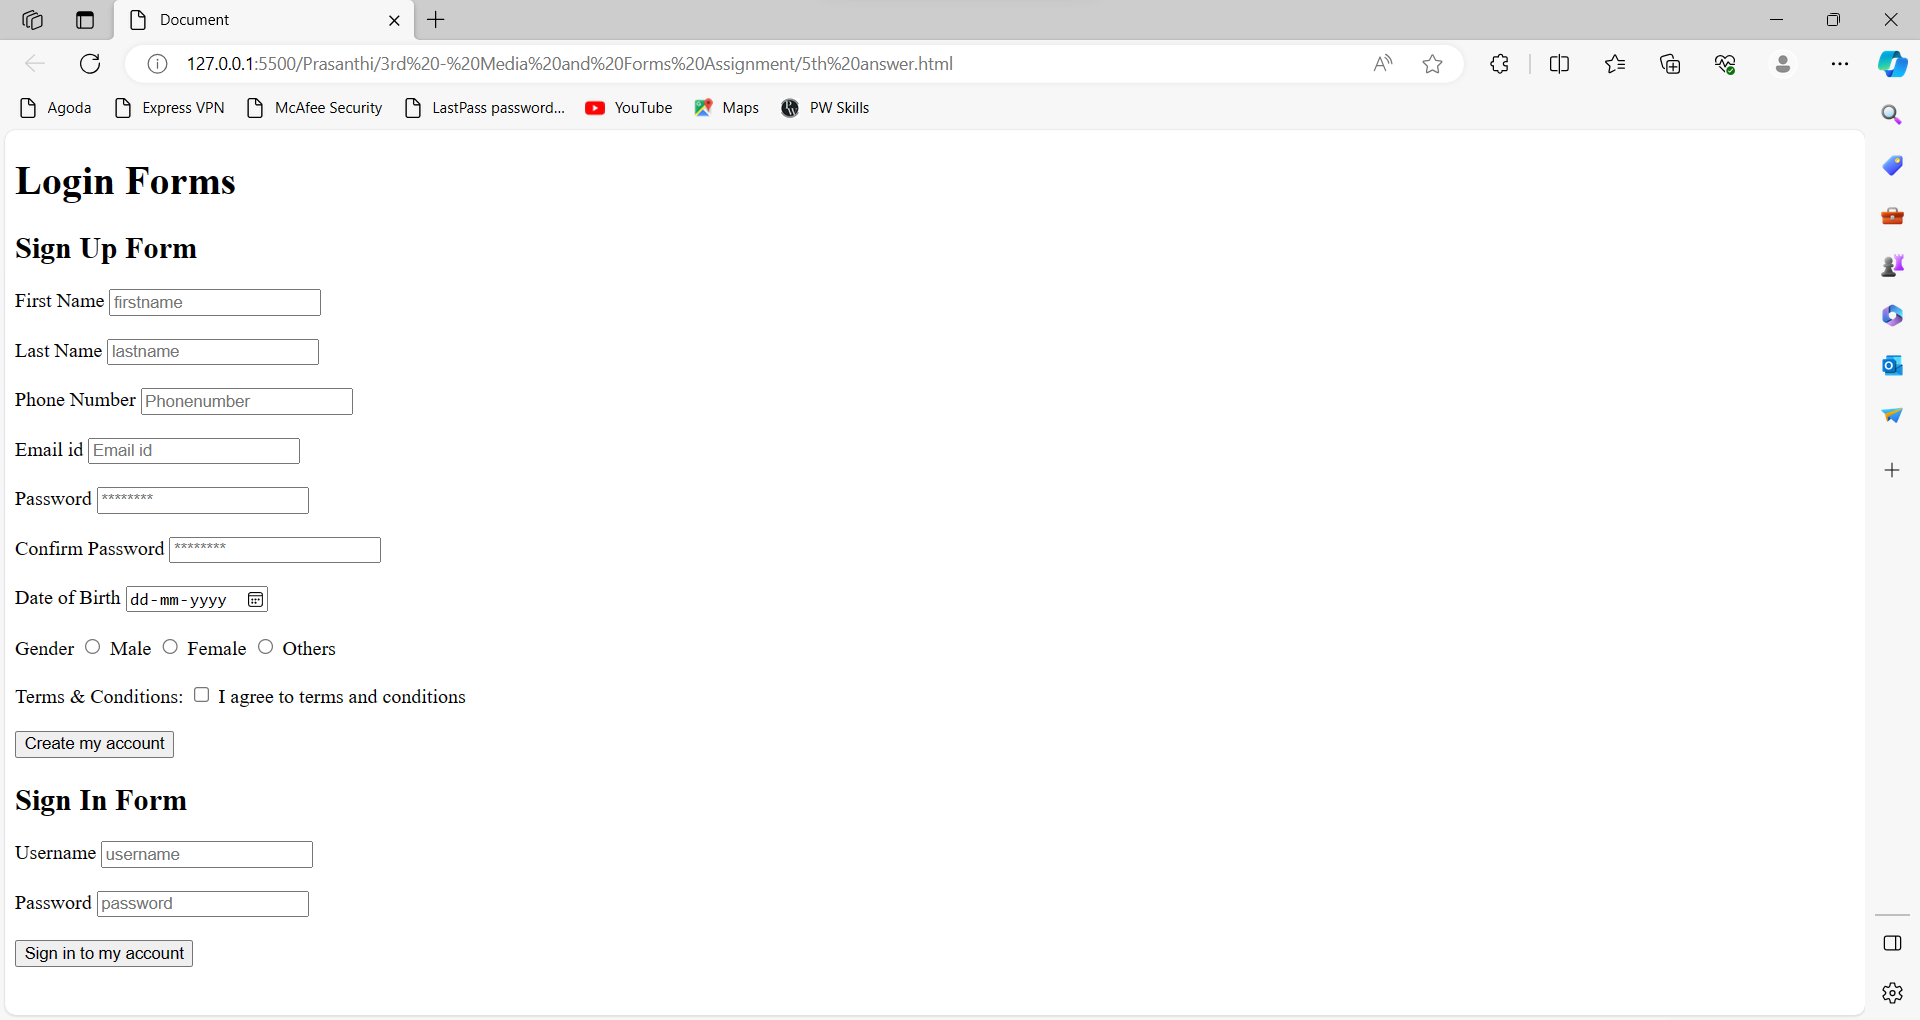 Document
127.0.0.1:5500/Prasanthi/3rd%20-%20Media%20and%20Forms%20Assignment/5th%20answer.html
Agoda Express VPN McAfee Security LastPass password... YouTube Maps PW Skills
Login Forms
Sign Up Form
First Name firstname
Last Name lastname
Phone Number Phonenumber
Email id Email id
Password ********
Confirm Password ********
Date of Birth dd-mm-yyyy
Gender Male Female Others
Terms & Conditions: I agree to terms and conditions
Create my account
Sign In Form
Username username
Password password
Sign in to my account